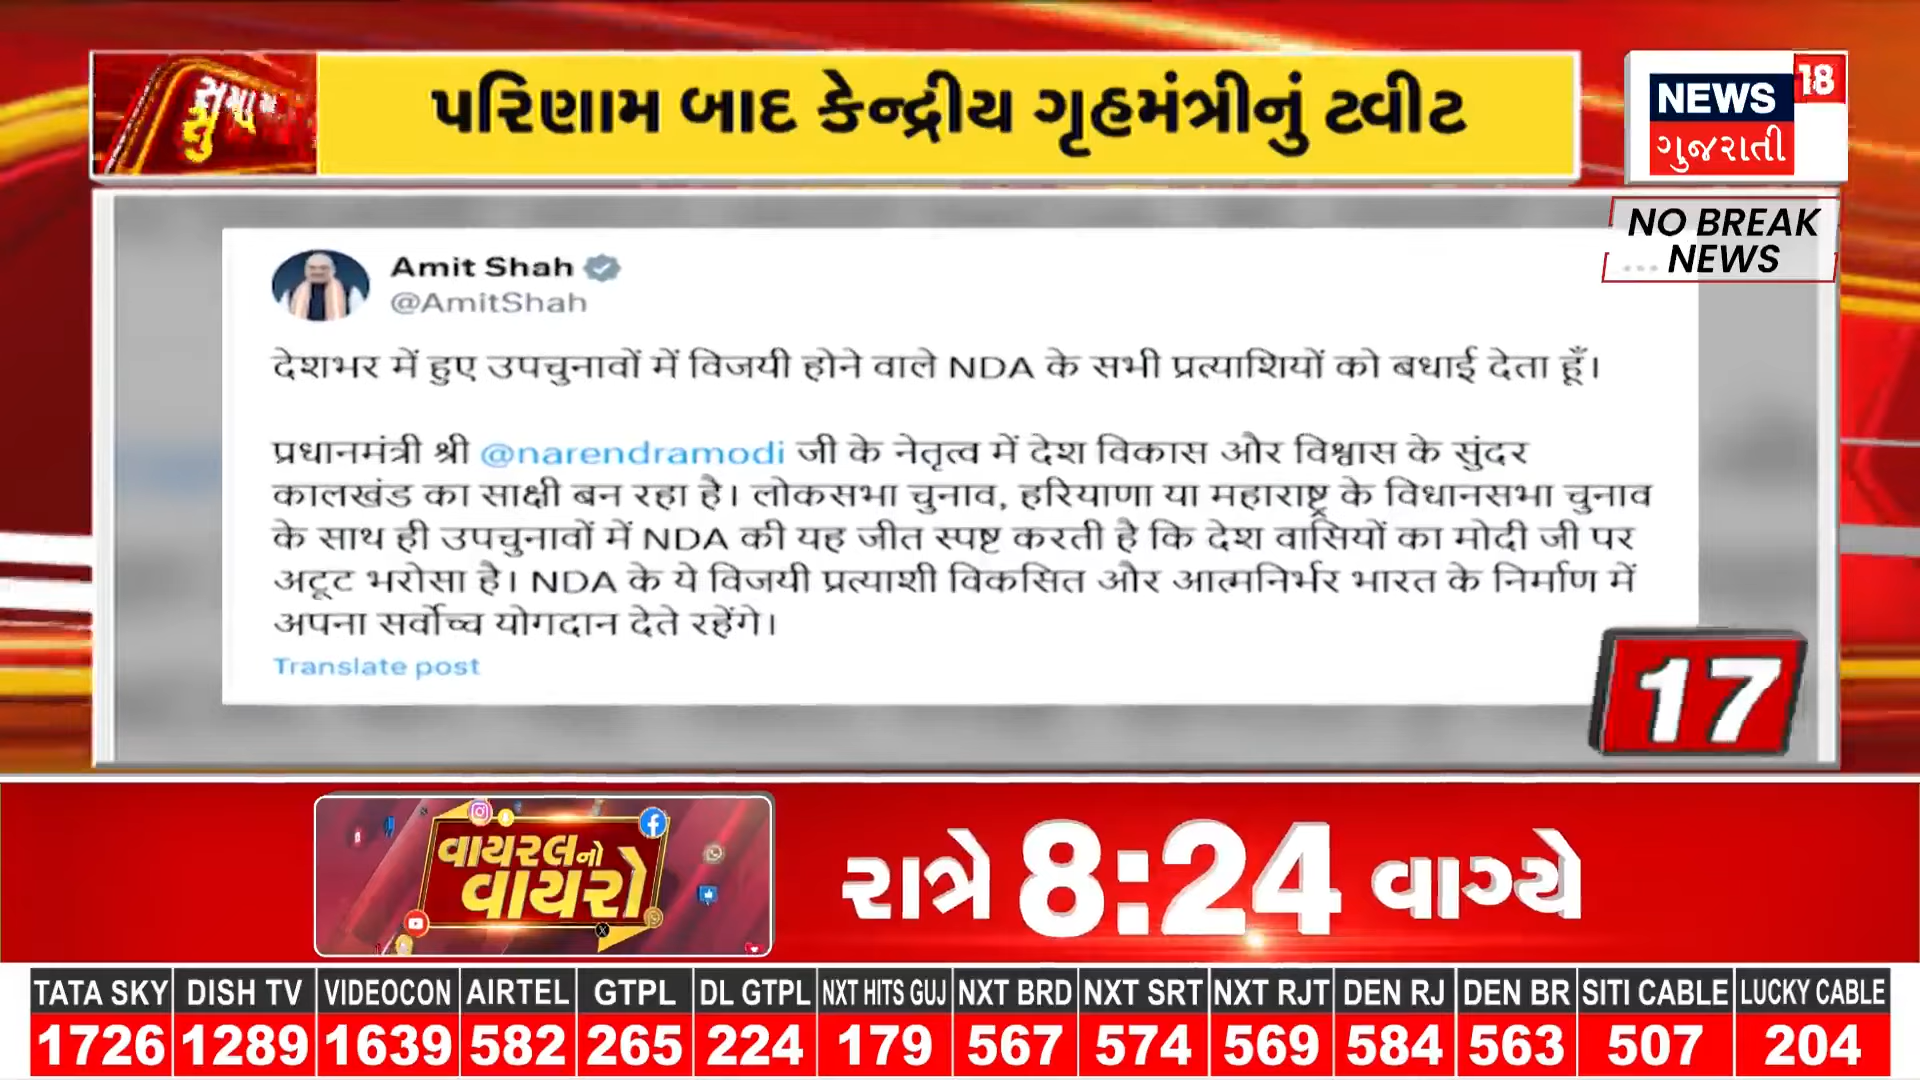 પરિણામ બાદ કેન્દ્રીય ગૃહમંત્રીનું ટ્વીટ
NEWS 18
ગુજરાતી
NO BREAK
... NEWS
Amit Shah
@AmitShah
देशभर में हुए उपचुनावों में विजयी होने वाले NDA के सभी प्रत्याशियों को बधाई देता हूँ।
प्रधानमंत्री श्री @narendramodi जी के नेतृत्व में देश विकास और विश्वास के सुंदर
कालखंड का साक्षी बन रहा है। लोकसभा चुनाव, हरियाणा या महाराष्ट्र के विधानसभा चुनाव
के साथ ही उपचुनावों में NDA की यह जीत स्पष्ट करती है कि देश वासियों का मोदी जी पर
अटूट भरोसा है। NDA के ये विजयी प्रत्याशी विकसित और आत्मनिर्भर भारत के निर्माण में
अपना सर्वोच्च योगदान देते रहेंगे।
Translate post
17
વાયરલનો
વાયરો
રાત્રે 8:24 વાગ્યે
TATA SKY DISH TV VIDEOCON AIRTEL GTPL DL GTPL NXT HITS GUJ NXT BRD NXT SRT NXT RJT DEN RJ DEN BR SITI CABLE LUCKY CABLE
1726 1289 1639 582 265 224 179 567 574 569 584 563 507 204